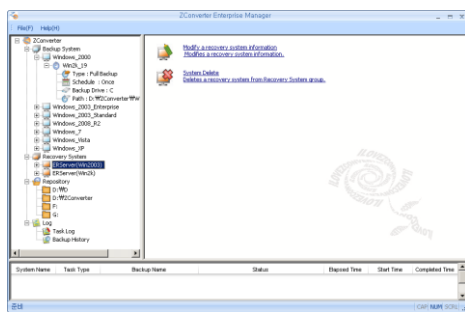 ZConverter Enterprise Manager
File(F) Help(H)
ZConverter
Backup System
Windows_2000
Win2k_19
Type : FullBackup
Schedule : Once
Backup Drive : C
Path : D:₩ZConverter₩W
Windows_2003_Enterprise
Windows_2003_Standard
Windows_2008_R2
Windows_7
Windows_Vista
Windows_XP
Recovery System
ERServer(Win2003)
ERServer(Win2k)
Repository
D:₩D
D:₩ZConverter
F:
G:
Log
Task Log
Backup History
Modify a recovery system information
Modifies a recovery system information.
System Delete
Deletes a recovery system from Recovery System group.
System Name Task Type Backup Name Status Elapsed Time Start Time Completed Time
준비
CAP NUM SCRL